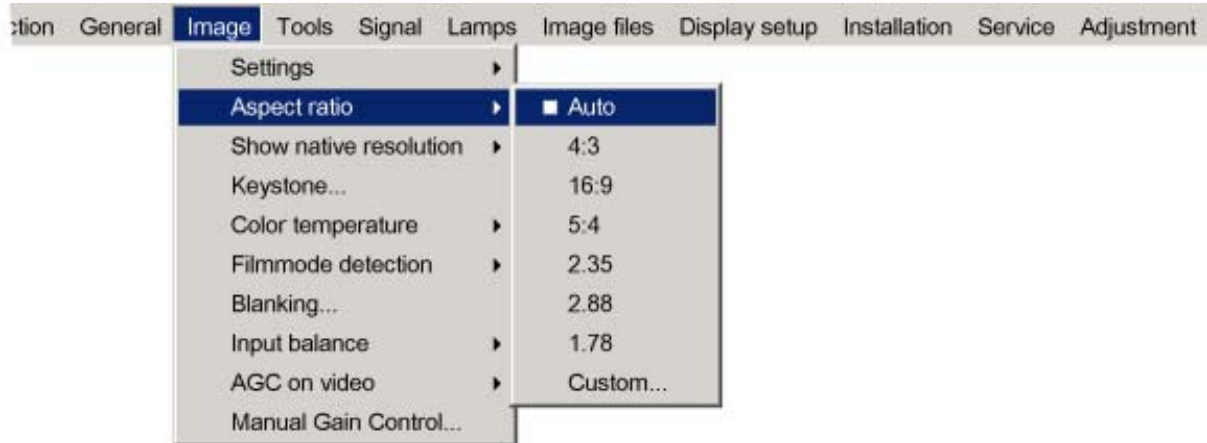 ction General Image Tools Signal Lamps Image files Display setup Installation Service Adjustment
Settings
Aspect ratio
Show native resolution
Keystone...
Color temperature
Filmmode detection
Blanking...
Input balance
AGC on video
Manual Gain Control...
Auto
4:3
16:9
5:4
2.35
2.88
1.78
Custom...